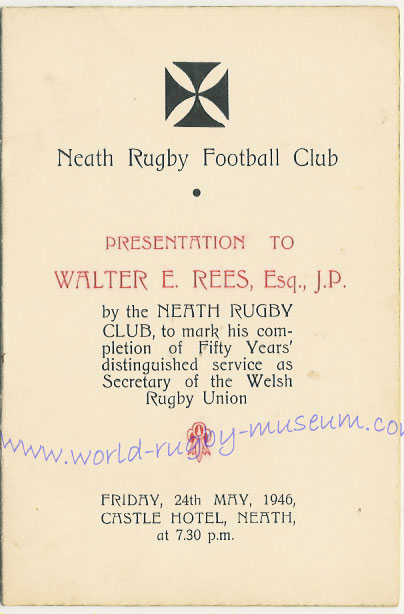 Neath Rugby Football Club
PRESENTATION TO
WALTER E. REES, Esq., J.P.
by the NEATH RUGBY
CLUB, to mark his com-
pletion of Fifty Years'
distinguished service as
Secretary of the Welsh
Rugby Union
www.world-rugby-museum.com
FRIDAY, 24th MAY, 1946,
CASTLE HOTEL, NEATH,
at 7.30 p.m.